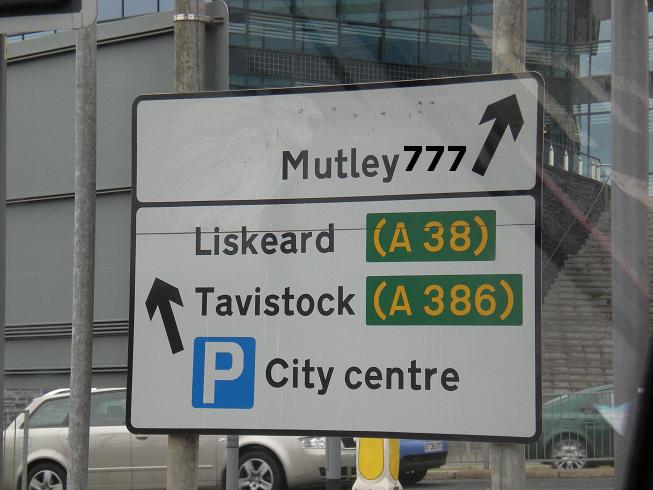 Mutley777
Liskeard (A 38)
Tavistock (A 386)
P City centre